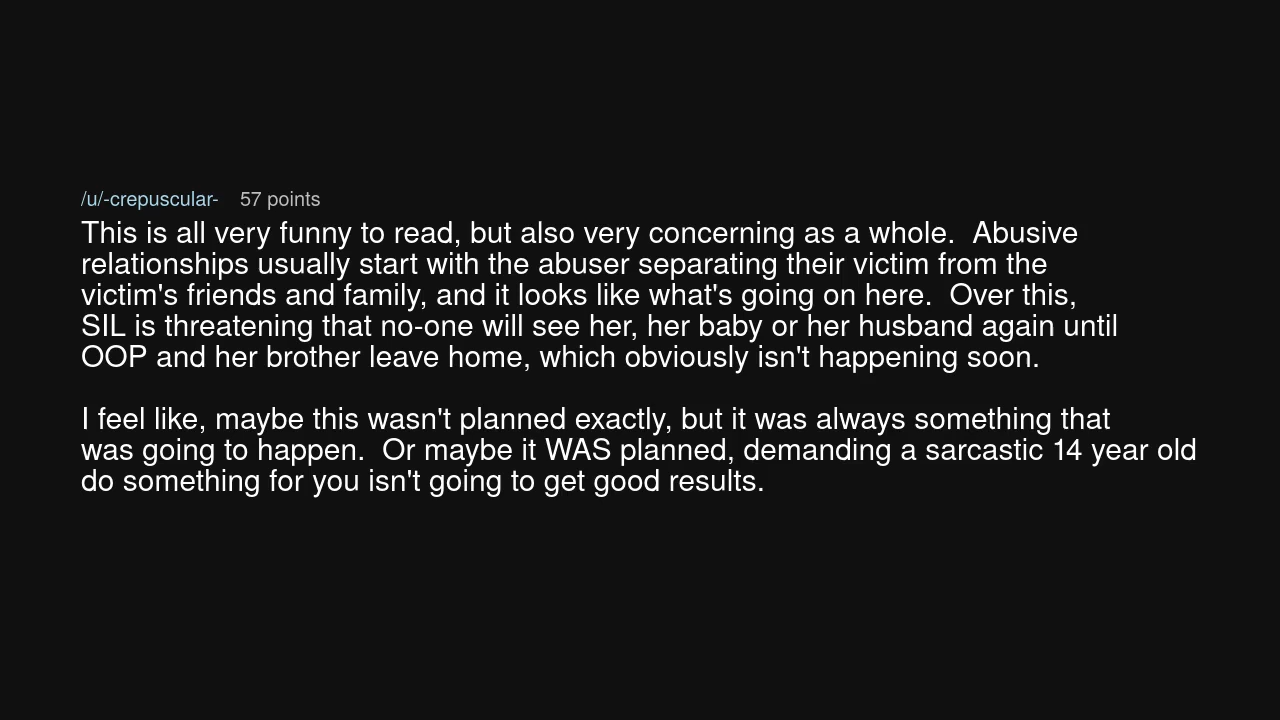 /u/-crepuscular- 57 points
This is all very funny to read, but also very concerning as a whole.  Abusive
relationships usually start with the abuser separating their victim from the
victim's friends and family, and it looks like what's going on here.  Over this,
SIL is threatening that no-one will see her, her baby or her husband again until
OOP and her brother leave home, which obviously isn't happening soon.
I feel like, maybe this wasn't planned exactly, but it was always something that
was going to happen.  Or maybe it WAS planned, demanding a sarcastic 14 year old
do something for you isn't going to get good results.